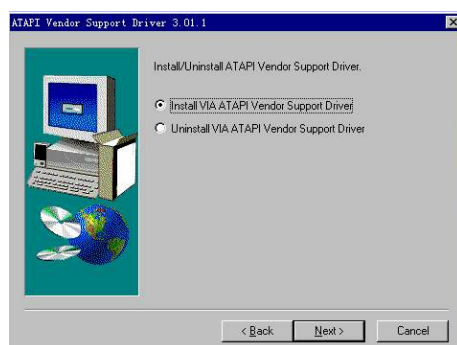 ATAPI Vendor Support Driver 3.01.1
Install/Uninstall ATAPI Vendor Support Driver.
Install VIA ATAPI Vendor Support Driver
Uninstall VIA ATAPI Vendor Support Driver
< Back
Next >
Cancel